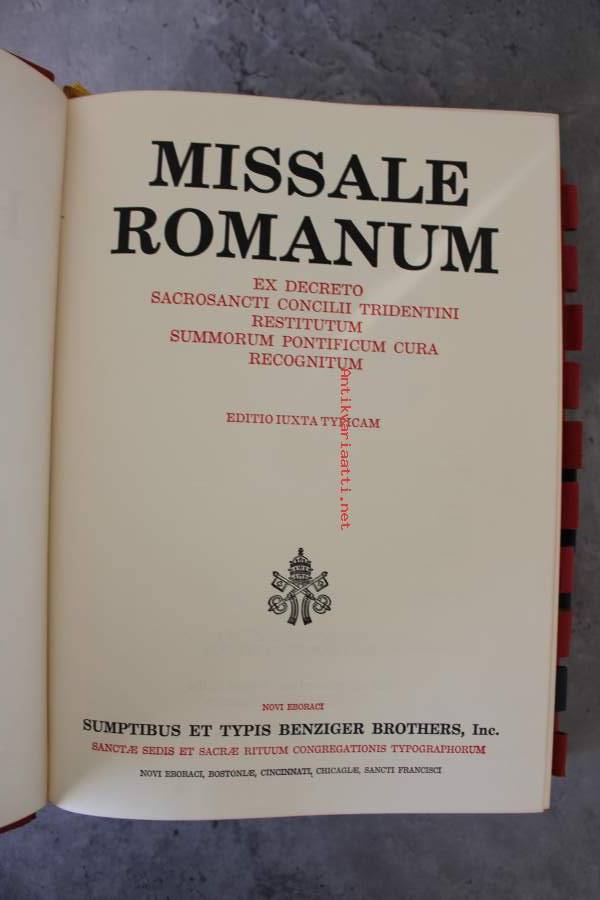 MISSALE
ROMANUM
EX DECRETO
SACROSANCTI CONCILII TRIDENTINI
RESTITUTUM
SUMMORUM PONTIFICUM CURA
RECOGNITUM
EDITIO IUXTA TYPICAM
Antikvariaatti.net
NOVI EBORACI
SUMPTIBUS ET TYPIS BENZIGER BROTHERS, Inc.
SANCTÆ SEDIS ET SACRÆ RITUUM CONGREGATIONIS TYPOGRAPHORUM
NOVI EBORACI, BOSTONIÆ, CINCINNATI, CHICAGIÆ, SANCTI FRANCISCI